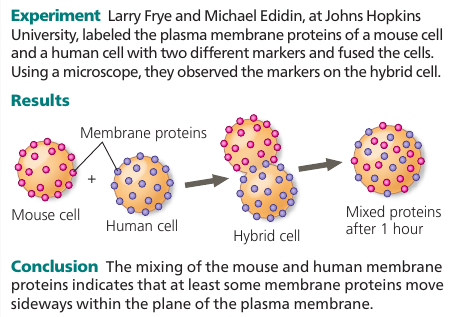 Experiment Larry Frye and Michael Edidin, at Johns Hopkins
University, labeled the plasma membrane proteins of a mouse cell
and a human cell with two different markers and fused the cells.
Using a microscope, they observed the markers on the hybrid cell.
Results
Membrane proteins
+
Mouse cell
Human cell
Hybrid cell
Mixed proteins
after 1 hour
Conclusion The mixing of the mouse and human membrane
proteins indicates that at least some membrane proteins move
sideways within the plane of the plasma membrane.